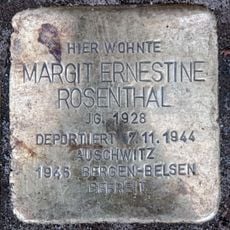 HIER WOHNTE
MARGIT ERNESTINE
ROSENTHAL
JG. 1928
DEPORTIERT 17.11.1944
AUSCHWITZ
1945 BERGEN-BELSEN
BEFREIT